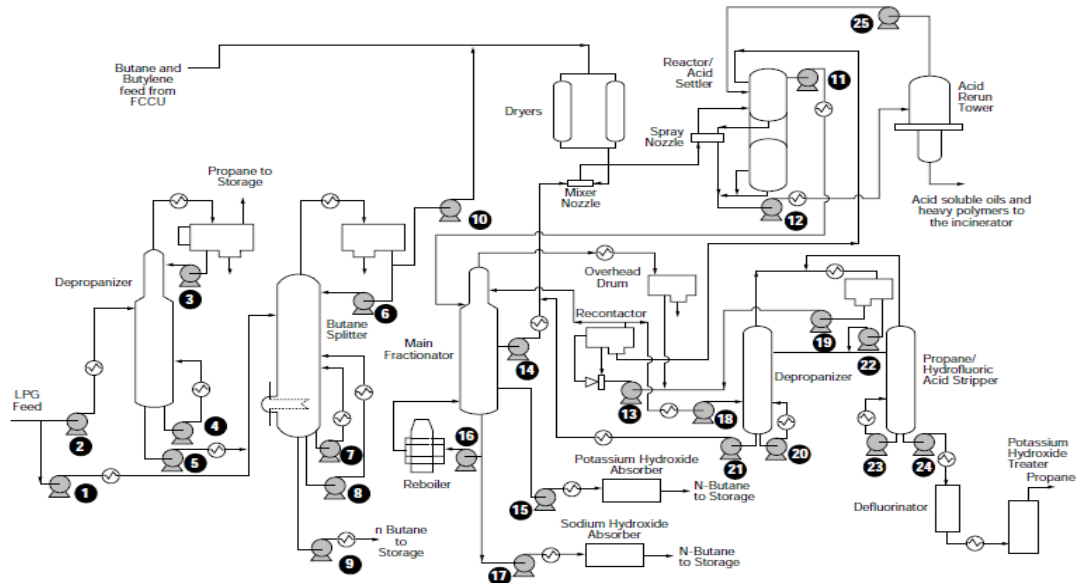 25
Butane and
Butylene feed from
FCCU
Reactor/
Acid
Settler
11
Acid
Rerun
Tower
Dryers
Spray
Nozzle
Propane to
Storage
Mixer
Nozzle
10
12
Acid soluble oils and
heavy polymers to
the incinerator
Depropanizer
3
6
Butane
Splitter
Overhead
Drum
Main
Fractionator
Recontactor
14
19
22
Propane/
Hydrofluoric
Acid Stripper
Depropanizer
LPG
Feed
2
4
5
7
13
18
1
8
16
Reboiler
21
20
23
24
Potassium Hydroxide
Absorber
N-Butane
to Storage
15
Potassium
Hydroxide
Treater
Propane
Defluorinator
9
n Butane
to
Storage
Sodium Hydroxide
Absorber
17
N-Butane
to Storage